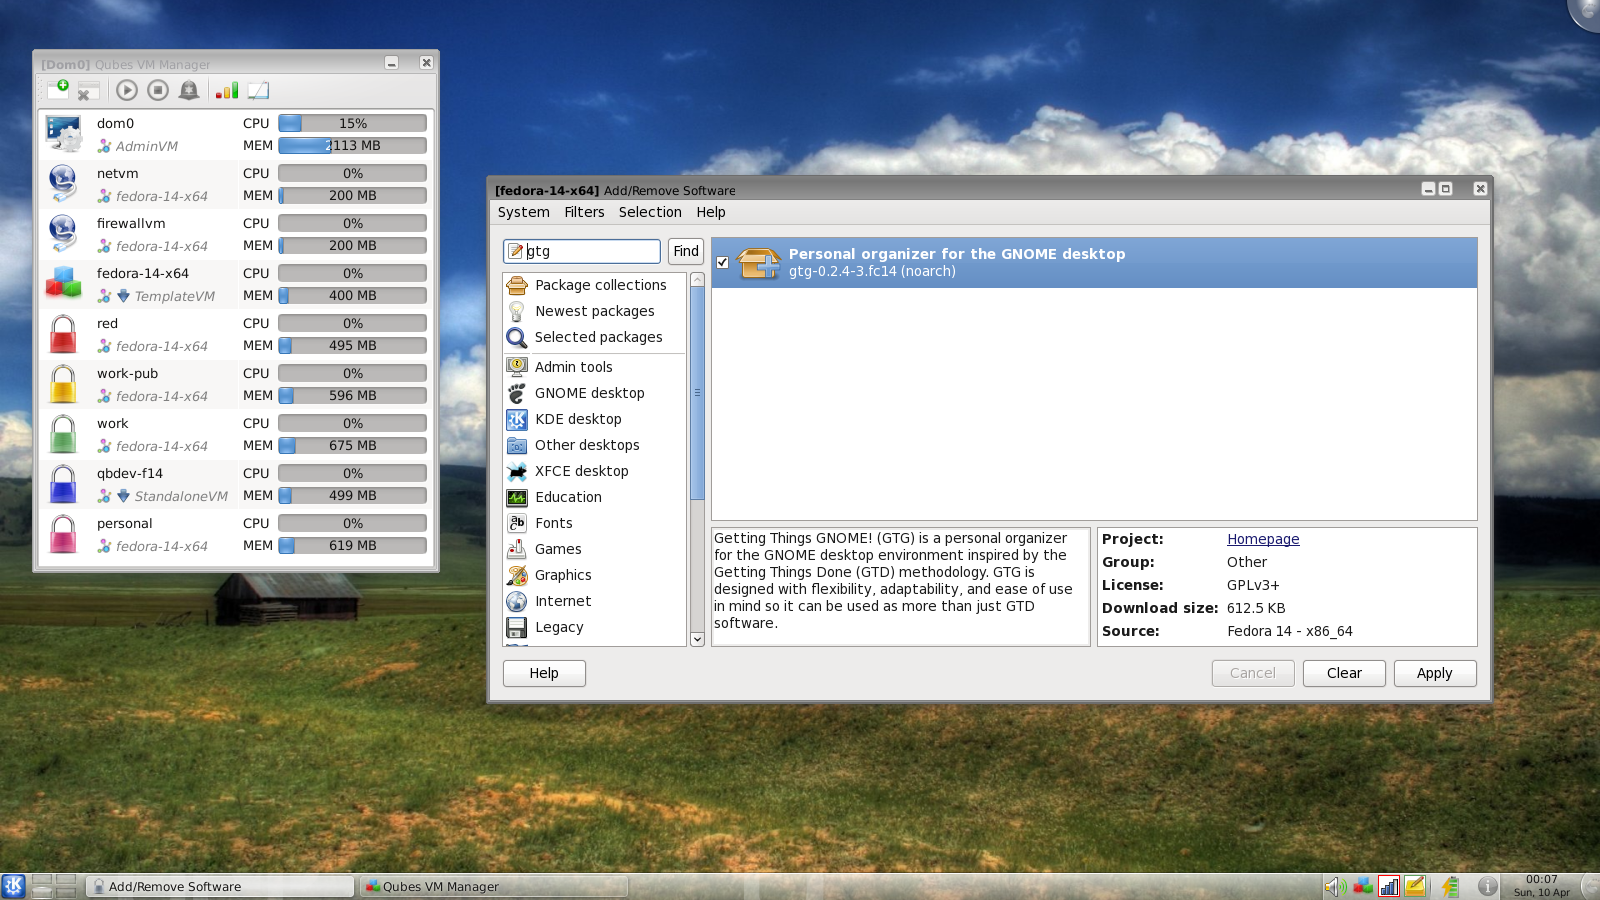 [Dom0] Qubes VM Manager
dom0 CPU 15%
AdminVM MEM 2113 MB
netvm CPU 0%
fedora-14-x64 MEM 200 MB
firewallvm CPU 0%
fedora-14-x64 MEM 200 MB
fedora-14-x64 CPU 0%
TemplateVM MEM 400 MB
red CPU 0%
fedora-14-x64 MEM 495 MB
work-pub CPU 0%
fedora-14-x64 MEM 596 MB
work CPU 0%
fedora-14-x64 MEM 675 MB
qbdev-f14 CPU 0%
StandaloneVM MEM 499 MB
personal CPU 0%
fedora-14-x64 MEM 619 MB
[fedora-14-x64] Add/Remove Software
System Filters Selection Help
gtg Find
Package collections
Newest packages
Selected packages
Admin tools
GNOME desktop
KDE desktop
Other desktops
XFCE desktop
Education
Fonts
Games
Graphics
Internet
Legacy
Personal organizer for the GNOME desktop
gtg-0.2.4-3.fc14 (noarch)
Getting Things GNOME! (GTG) is a personal organizer
for the GNOME desktop environment inspired by the
Getting Things Done (GTD) methodology. GTG is
designed with flexibility, adaptability, and ease of use
in mind so it can be used as more than just GTD
software.
Project: Homepage
Group: Other
License: GPLv3+
Download size: 612.5 KB
Source: Fedora 14 - x86_64
Help Cancel Clear Apply
Add/Remove Software Qubes VM Manager
00:07
Sun, 10 Apr